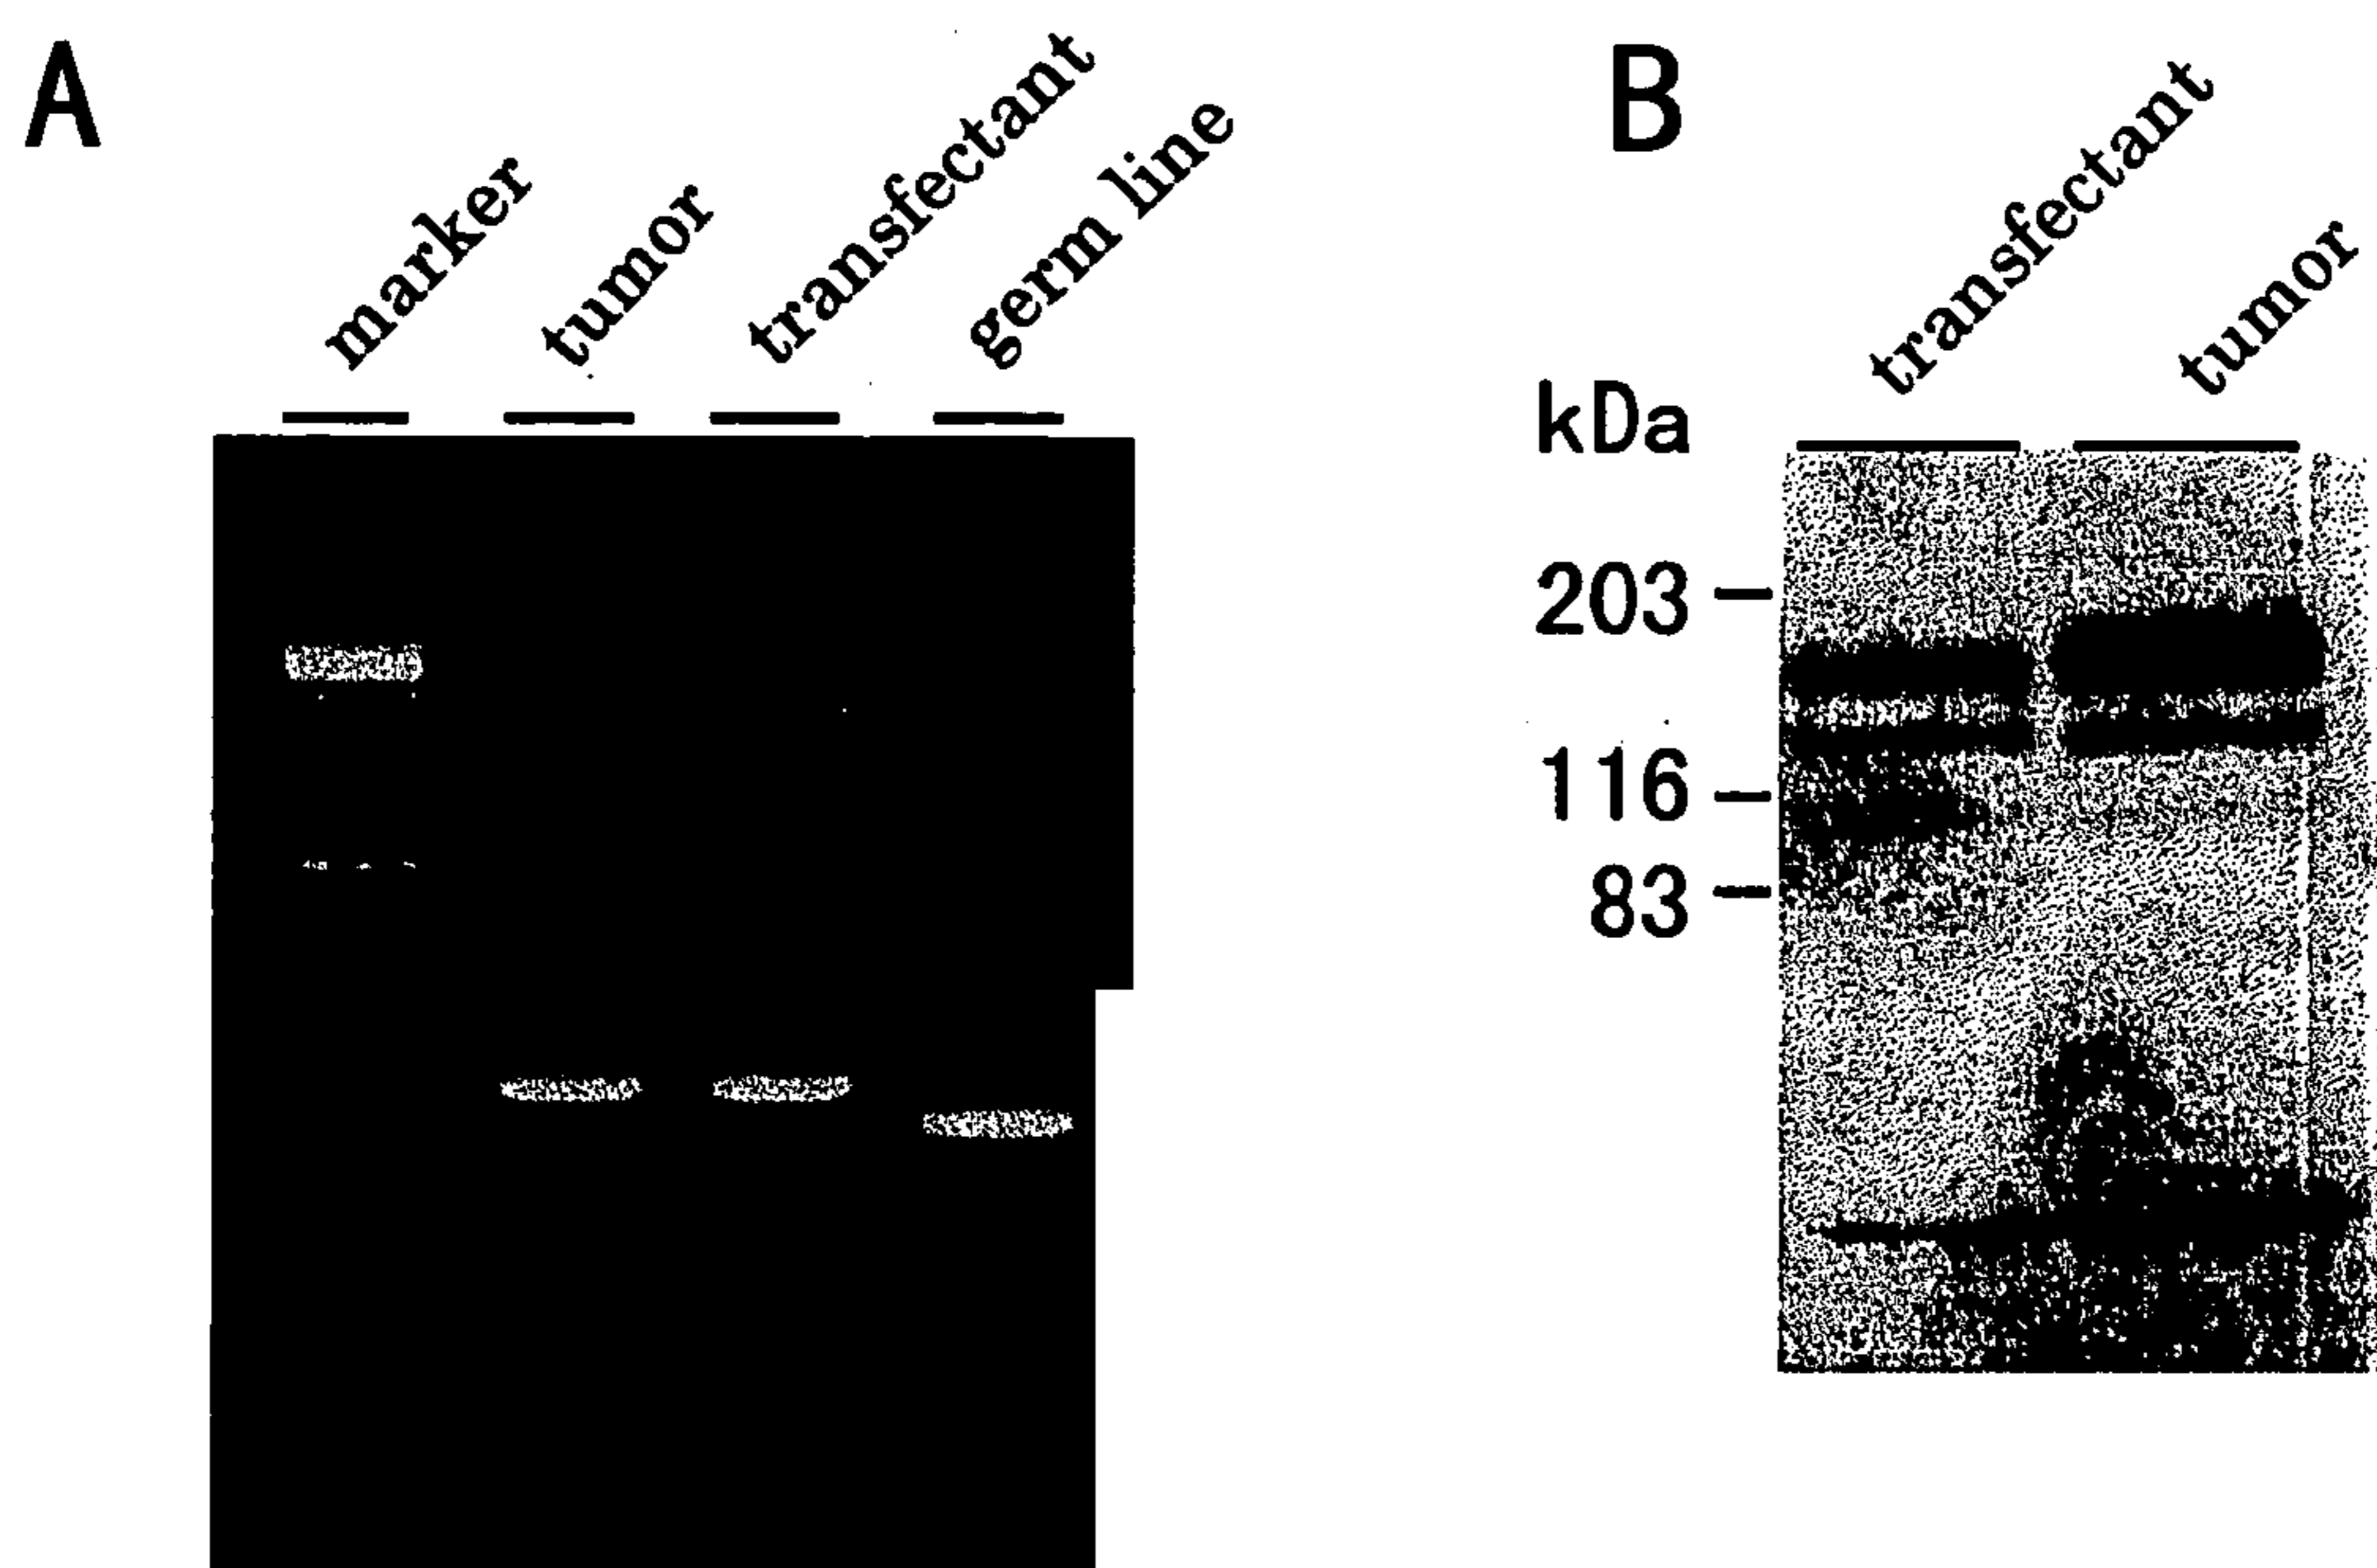 A
marker
tumor
transfectant
germ line
B
transfectant
tumor
kDa
203
116
83